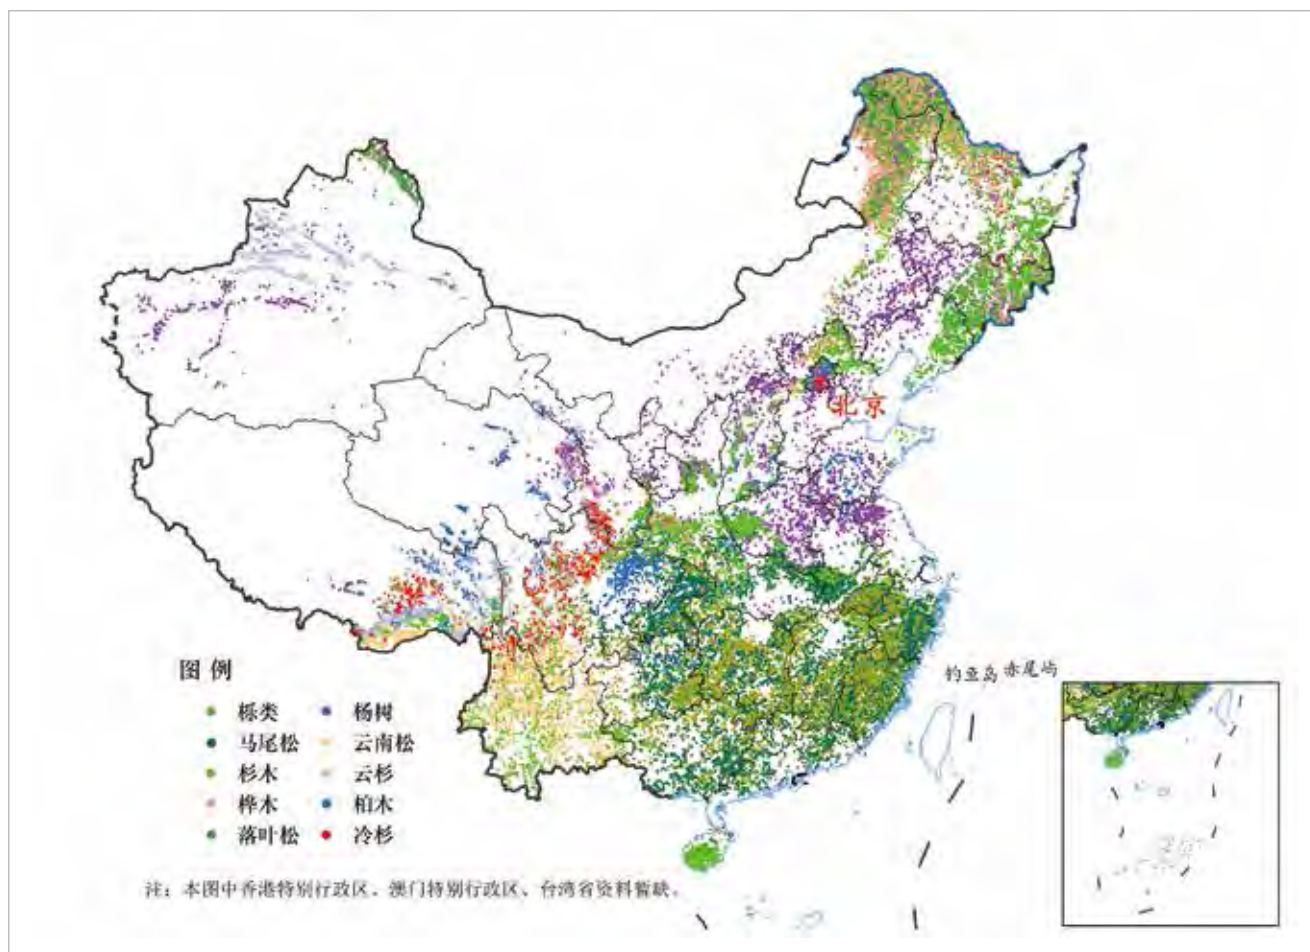 北京
钓鱼岛 赤尾屿
图例
栎类 杨树
马尾松 云南松
杉木 云杉
桦木 柏木
落叶松 冷杉
注：本图中香港特别行政区、澳门特别行政区、台湾省资料暂缺。